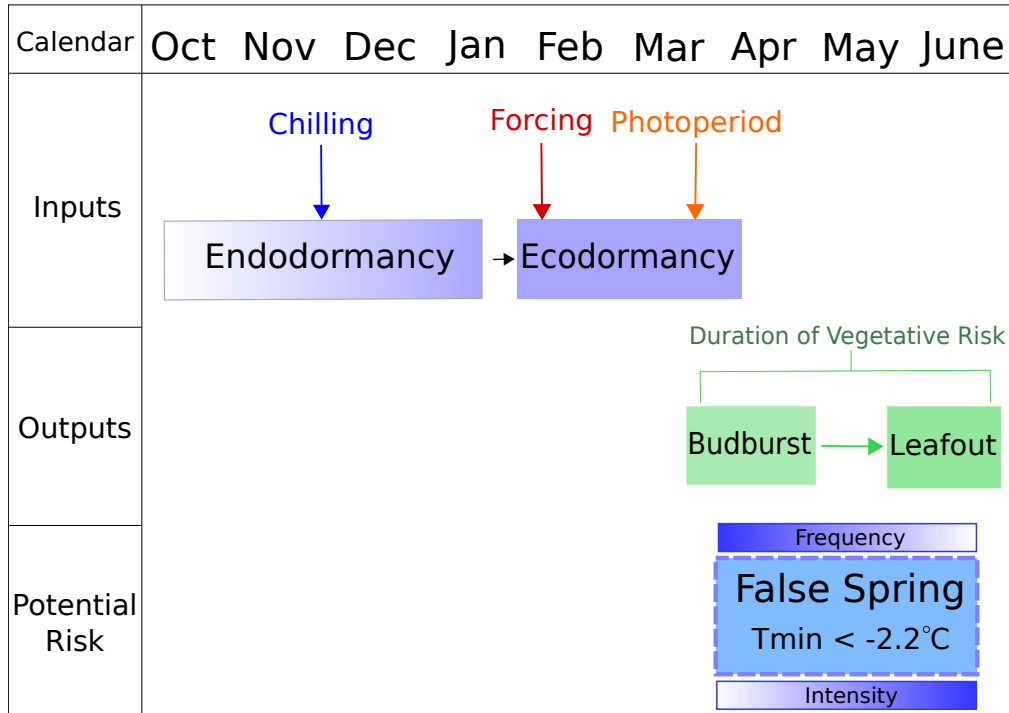 Calendar Oct Nov Dec Jan Feb Mar Apr May June
Inputs
Chilling Forcing Photoperiod
Endodormancy Ecodormancy
Outputs
Duration of Vegetative Risk
Budburst Leafout
Potential
Risk
Frequency
False Spring
Tmin < -2.2°C
Intensity